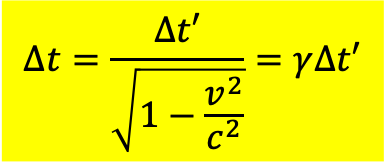 Δt = Δt′ / √(1 − v²/c²) = γΔt′